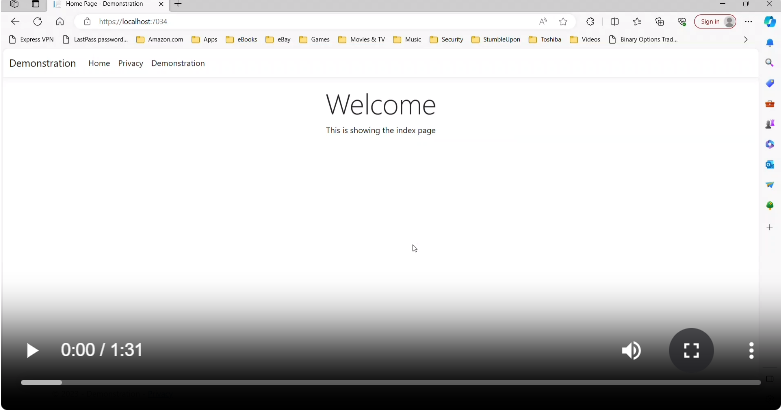 Home Page - Demonstration
https://localhost:7034
Sign in
Express VPN LastPass password... Amazon.com Apps eBooks eBay Games Movies & TV Music Security StumbleUpon Toshiba Videos Binary Options Trad...
Demonstration Home Privacy Demonstration
Welcome
This is showing the index page
0:00 / 1:31